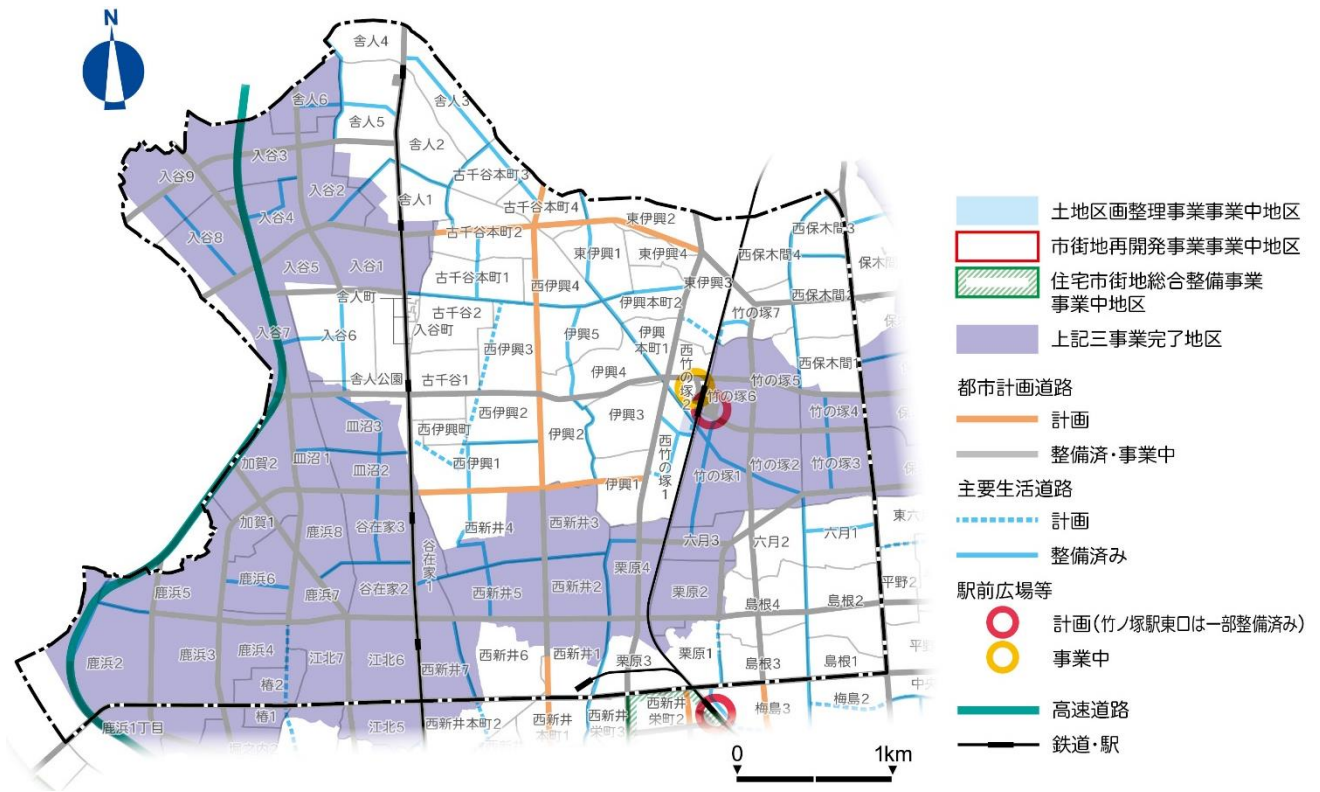 N
舎人4
舎人3
舎人6
舎人5
舎人2
入谷3
入谷9
入谷2
古千谷本町3
舎人1
入谷4
古千谷本町4
東伊興2
入谷8
古千谷本町2
西保木間3
入谷5
入谷1
東伊興1
東伊興4
西保木間4
保木間
古千谷本町1
西伊興4
東伊興3
舎人町
伊興本町2
西保木間2
古千谷2
入谷町
竹の塚7
入谷7
入谷6
伊興5
伊興
本町1
西伊興3
西保木間1
舎人公園
古千谷1
伊興4
西竹の塚2
竹の塚5
竹の塚6
西伊興2
伊興3
竹の塚4
皿沼3
西伊興町
伊興2
加賀2
皿沼1
皿沼2
西伊興1
西竹の塚1
竹の塚1
竹の塚2
竹の塚3
伊興1
加賀1
鹿浜8
谷在家3
西新井4
西新井3
六月3
六月2
六月1
東六
谷在家1
栗原4
鹿浜6
鹿浜5
鹿浜7
谷在家2
西新井5
西新井2
栗原2
平野2
島根4
島根2
鹿浜2
鹿浜3
鹿浜4
江北7
江北6
西新井7
西新井6
西新井1
栗原3
栗原1
島根3
島根1
椿2
鹿浜1丁目
椿1
江北5
西新井本町2
西新井
本町1
西新井
栄町3
西新井
栄町2
梅島3
梅島2
中央
0
1km
土地区画整理事業事業中地区
市街地再開発事業事業中地区
住宅市街地総合整備事業
事業中地区
上記三事業完了地区
都市計画道路
計画
整備済・事業中
主要生活道路
計画
整備済み
駅前広場等
計画(竹ノ塚駅東口は一部整備済み)
事業中
高速道路
鉄道・駅